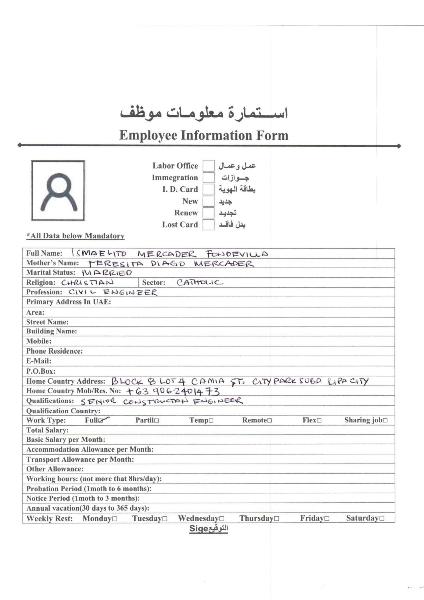 استمارة معلومات موظف
Employee Information Form
Labor Office عمل وعمال
Immegration جوازات
I. D. Card بطاقة الهوية
New جديد
Renew تجديد
Lost Card بدل فاقد
*All Data below Mandatory
Full Name: ISMAELITO MERCADER FONDEVILLA
Mother's Name: TERESITA DIAGO MERCADER
Marital Status: MARRIED
Religion: CHRISTIAN Sector: CATHOLIC
Profession: CIVIL ENGINEER
Primary Address In UAE:
Area:
Street Name:
Building Name:
Mobile:
Phone Residence:
E-Mail:
P.O.Box:
Home Country Address: BLOCK 8 LOT 4 CAMIA ST. CITY PARK SUBD LIPA CITY
Home Country Mob/Res. No: +63 9062401473
Qualifications: SENIOR CONSTRUCTION ENGINEER
Qualification Country:
Work Type: Full☑ Partil□ Temp□ Remote□ Flex□ Sharing job□
Total Salary:
Basic Salary per Month:
Accommodation Allowance per Month:
Transport Allowance per Month:
Other Allowance:
Working hours: (not more that 8hrs/day):
Probation Period (1moth to 6 months):
Notice Period (1moth to 3 months):
Annual vacation(30 days to 365 days):
Weekly Rest: Monday□ Tuesday□ Wednesday□ Thursday□ Friday□ Saturday□
Sigeالتوقيع